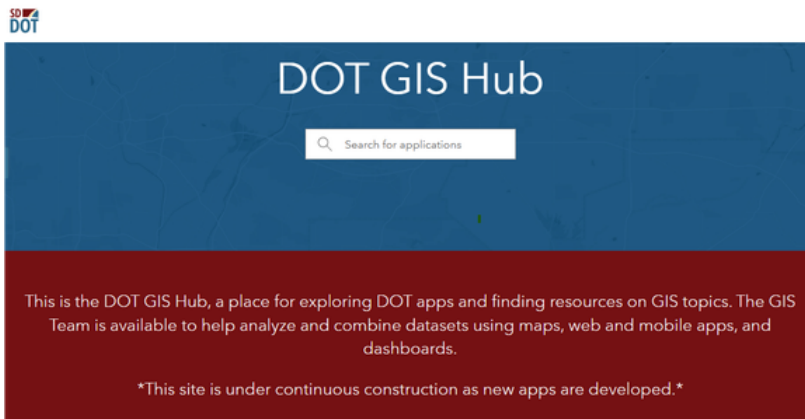 SD
DOT
DOT GIS Hub
Search for applications
This is the DOT GIS Hub, a place for exploring DOT apps and finding resources on GIS topics. The GIS
Team is available to help analyze and combine datasets using maps, web and mobile apps, and
dashboards.
*This site is under continuous construction as new apps are developed.*